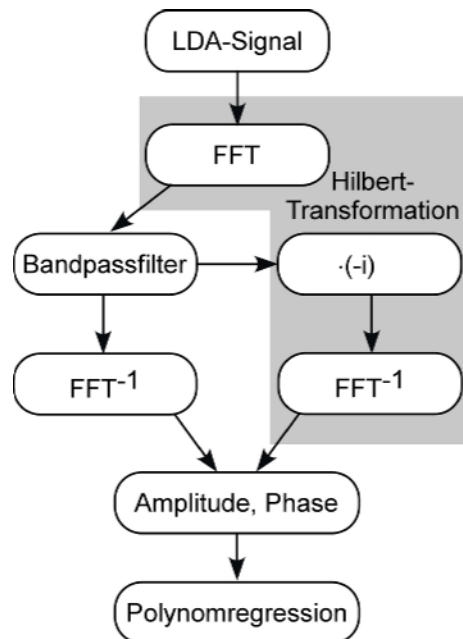 LDA-Signal
FFT
Hilbert-
Transformation
Bandpassfilter
·(-i)
FFT⁻¹
FFT⁻¹
Amplitude, Phase
Polynomregression